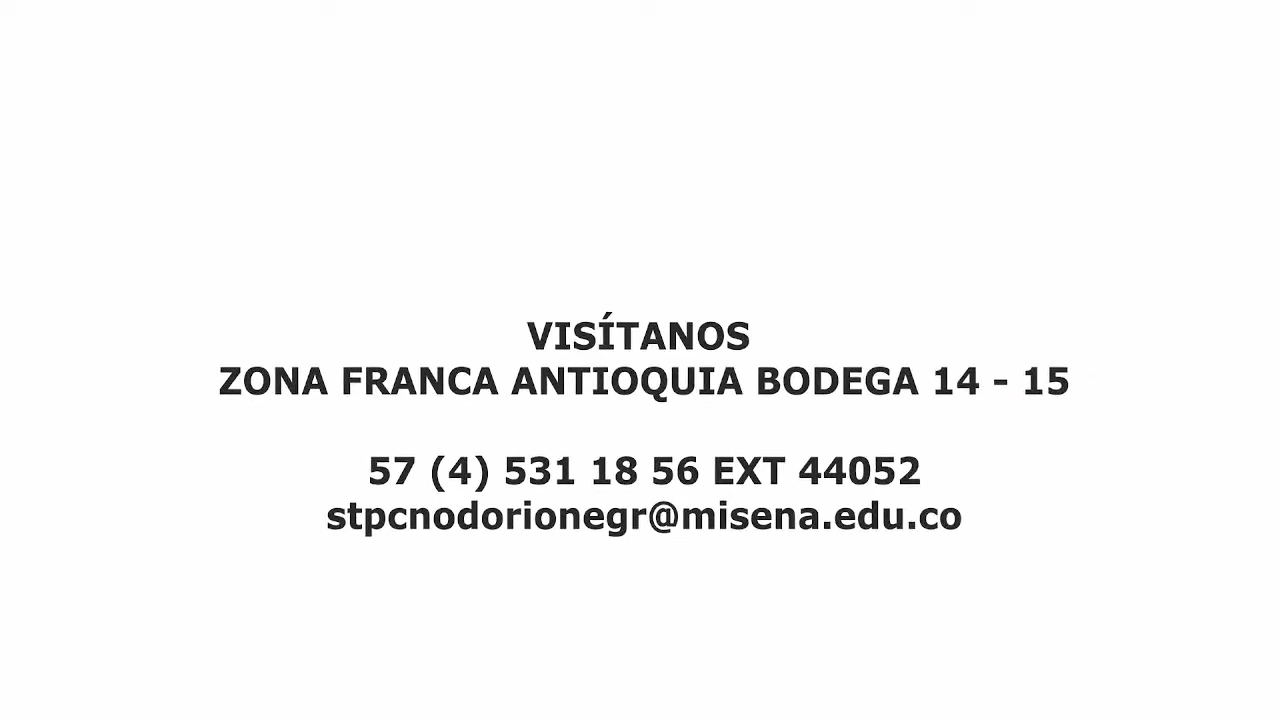 VISÍTANOS
ZONA FRANCA ANTIOQUIA BODEGA 14 - 15
57 (4) 531 18 56 EXT 44052
stpcnodorionegr@misena.edu.co